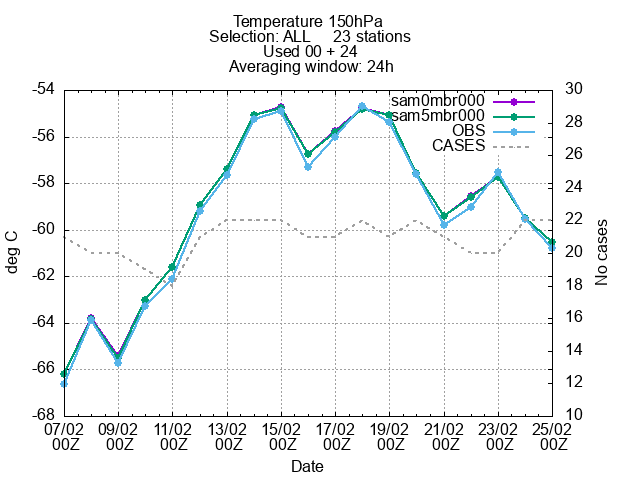 Temperature 150hPa
Selection: ALL 23 stations
Used 00 + 24
Averaging window: 24h
-54
-56
-58
-60
-62
-64
-66
-68
deg C
30
28
26
24
22
20
18
16
14
12
10
No cases
sam0mbr000
sam5mbr000
OBS
CASES
07/02 09/02 11/02 13/02 15/02 17/02 19/02 21/02 23/02 25/02
00Z 00Z 00Z 00Z 00Z 00Z 00Z 00Z 00Z 00Z
Date